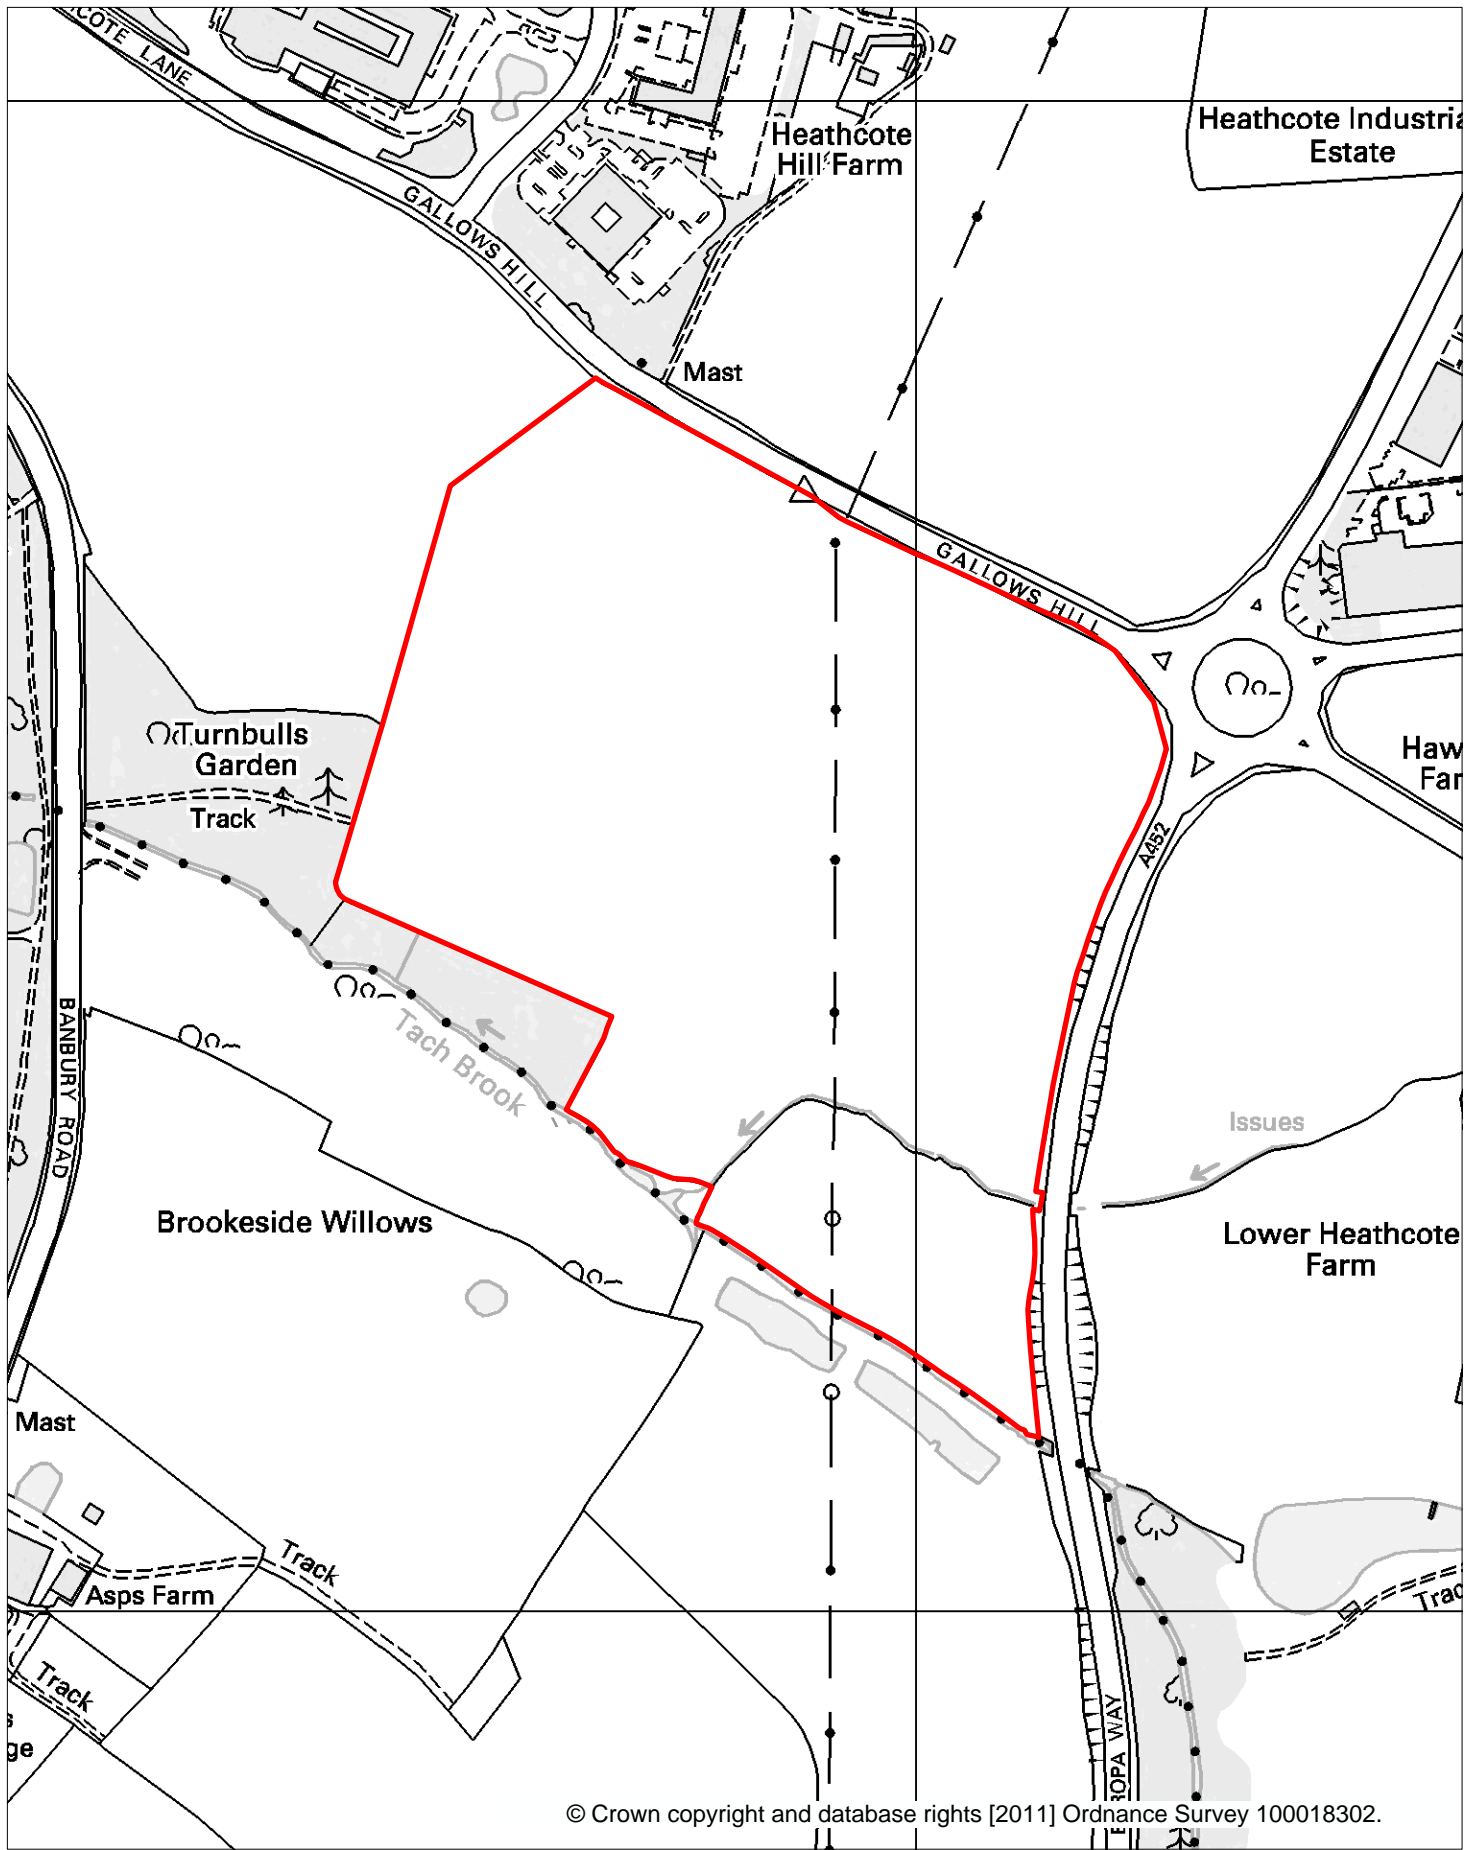 COTE LANE
Heathcote
Hill Farm
Heathcote Industria
Estate
GALLOWS HILL
Mast
GALLOWS HILL
Turnbulls
Garden
Track
Haw
Far
A452
BANBURY ROAD
Tach Brook
Issues
Brookeside Willows
Lower Heathcote
Farm
Mast
Track
Asps Farm
Trac
Track
s
ge
ROPA WAY
© Crown copyright and database rights [2011] Ordnance Survey 100018302.